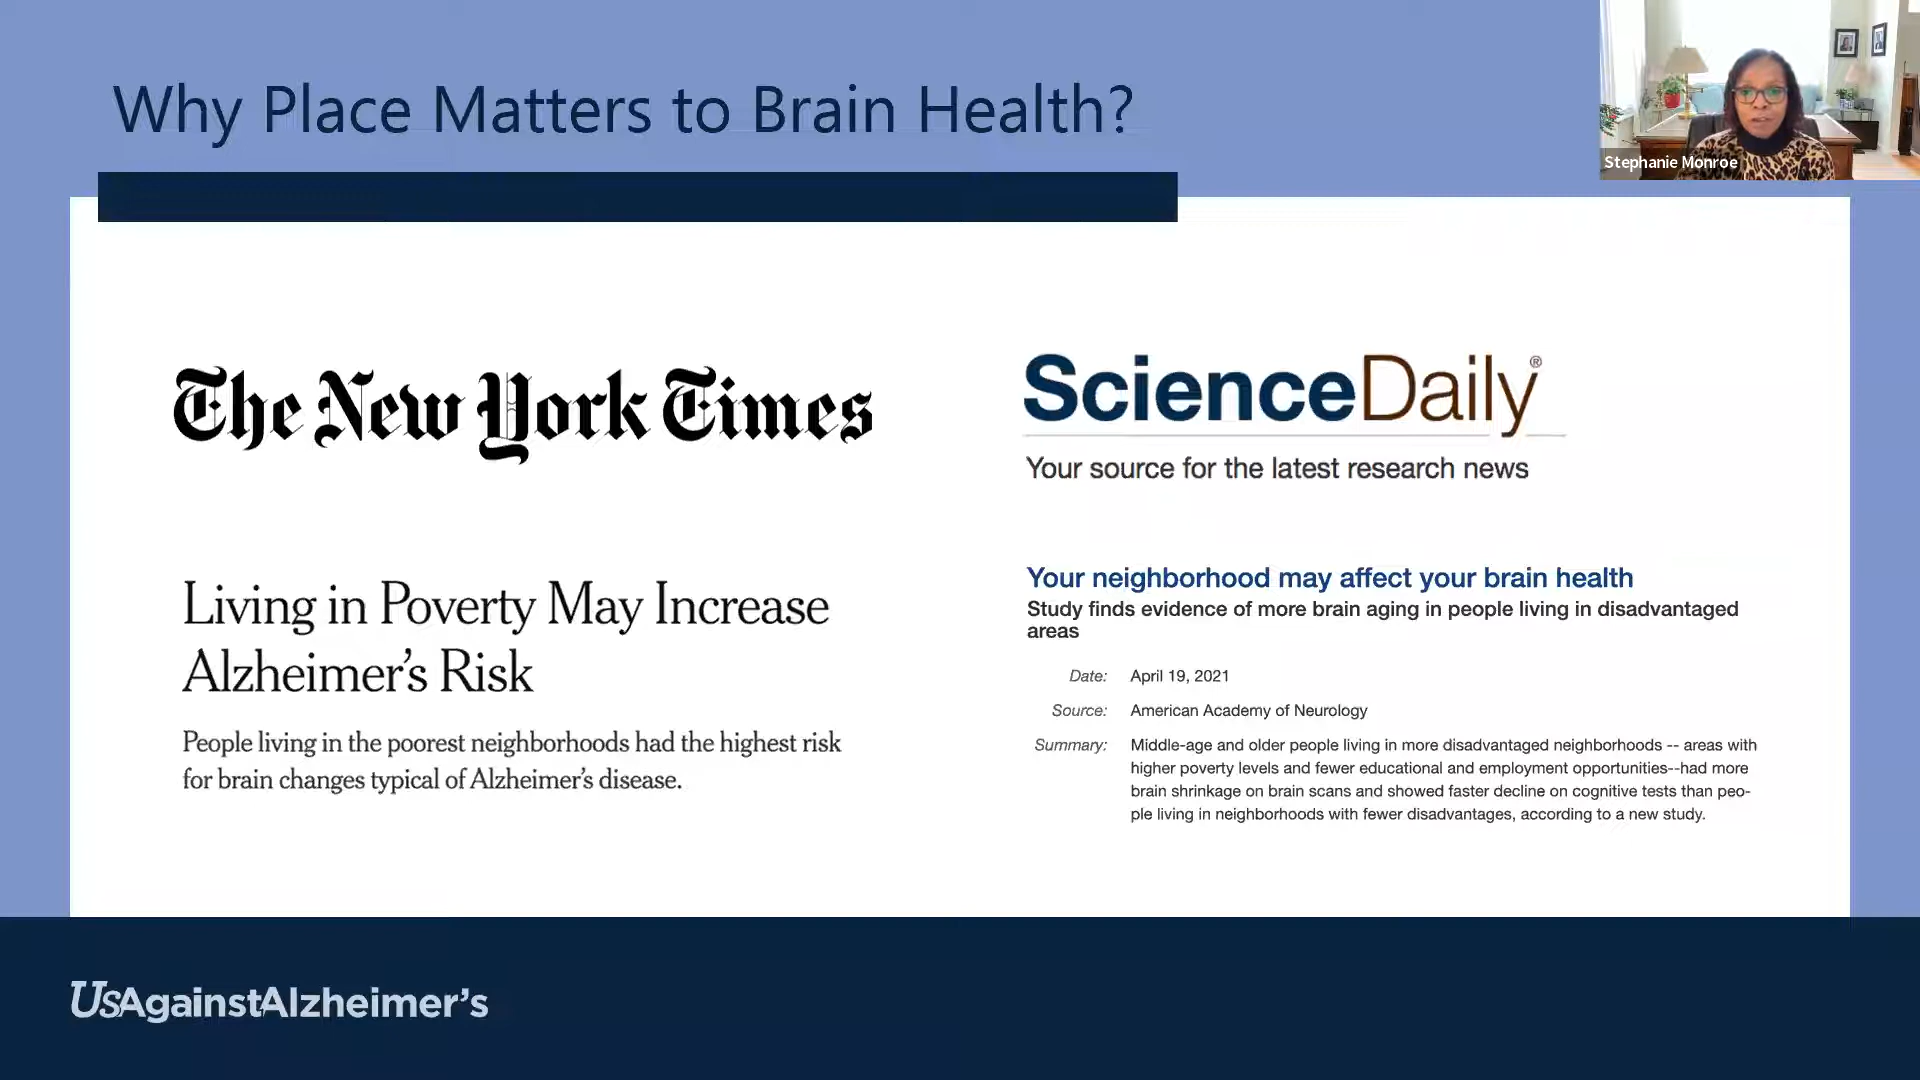 Why Place Matters to Brain Health?
Stephanie Monroe
The New York Times
Living in Poverty May Increase
Alzheimer's Risk
People living in the poorest neighborhoods had the highest risk
for brain changes typical of Alzheimer's disease.
ScienceDaily®
Your source for the latest research news
Your neighborhood may affect your brain health
Study finds evidence of more brain aging in people living in disadvantaged
areas
Date: April 19, 2021
Source: American Academy of Neurology
Summary: Middle-age and older people living in more disadvantaged neighborhoods -- areas with
higher poverty levels and fewer educational and employment opportunities--had more
brain shrinkage on brain scans and showed faster decline on cognitive tests than peo-
ple living in neighborhoods with fewer disadvantages, according to a new study.
UsAgainstAlzheimer's